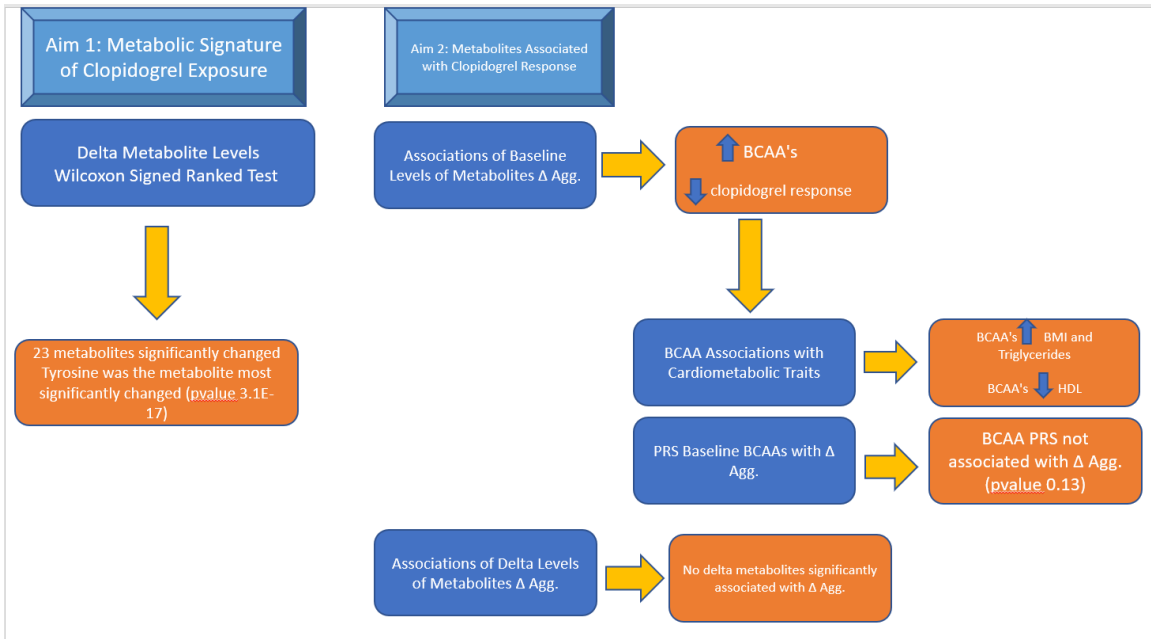 Aim 1: Metabolic Signature
of Clopidogrel Exposure
Delta Metabolite Levels
Wilcoxon Signed Ranked Test
23 metabolites significantly changed
Tyrosine was the metabolite most
significantly changed (pvalue 3.1E-
17)
Aim 2: Metabolites Associated
with Clopidogrel Response
Associations of Baseline
Levels of Metabolites Δ Agg.
BCAA's
clopidogrel response
BCAA Associations with
Cardiometabolic Traits
BCAA's BMI and
Triglycerides
BCAA's HDL
PRS Baseline BCAAs with Δ
Agg.
BCAA PRS not
associated with Δ Agg.
(pvalue 0.13)
Associations of Delta Levels
of Metabolites Δ Agg.
No delta metabolites significantly
associated with Δ Agg.